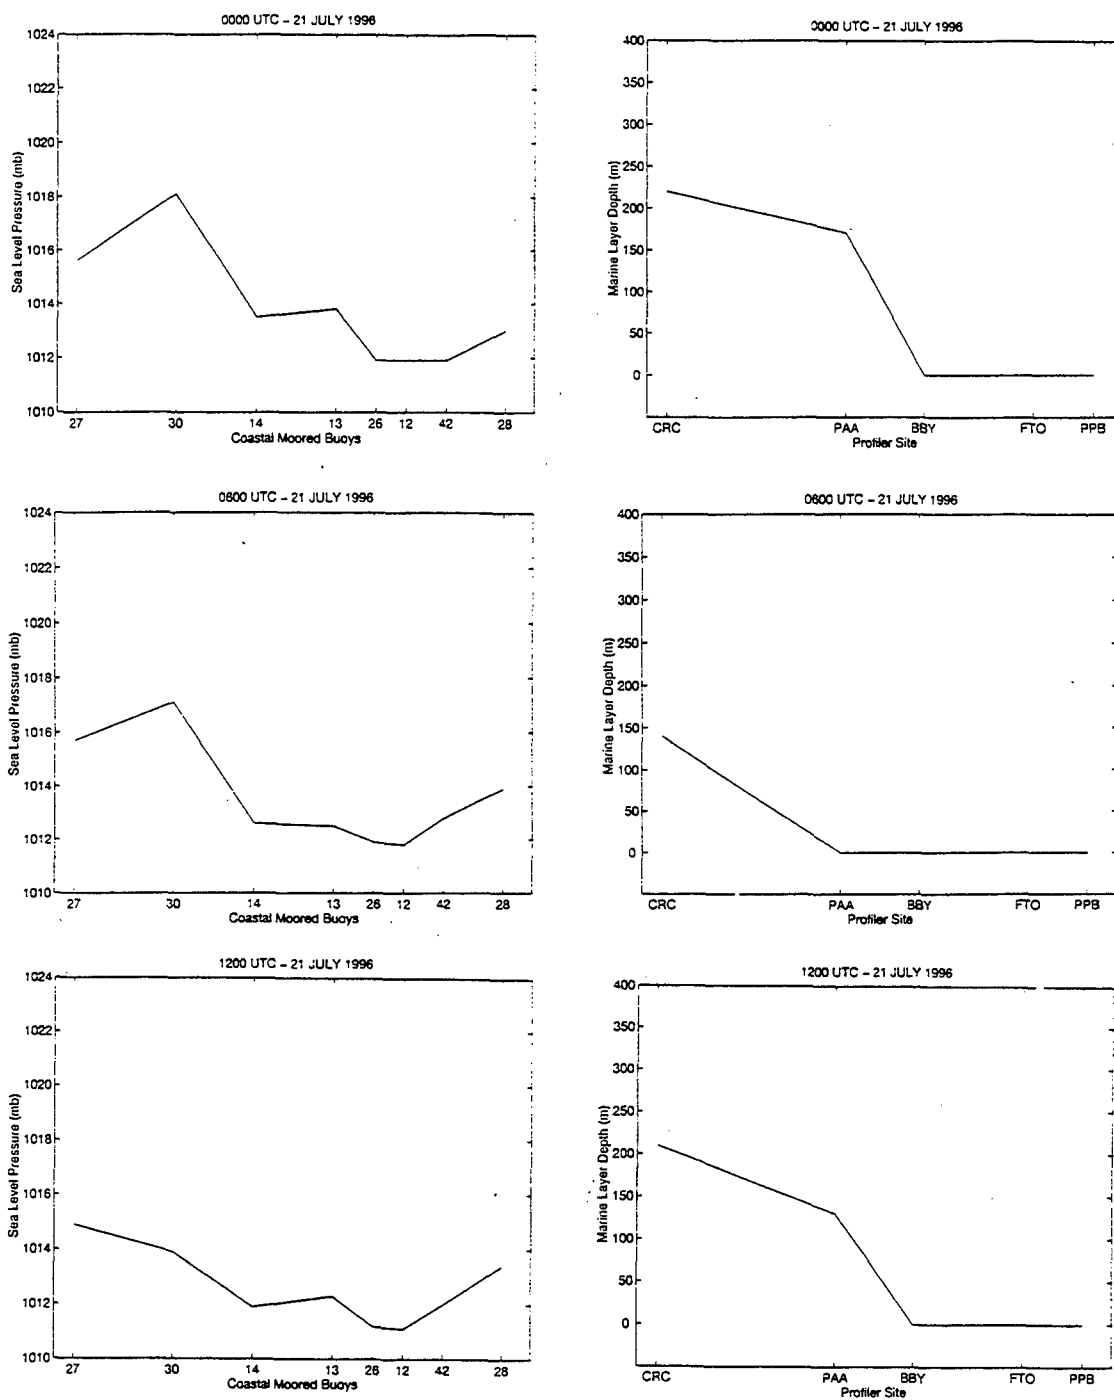 0000 UTC – 21 JULY 1996
1024
1022
1020
1018
1016
1014
1012
1010
Sea Level Pressure (mb)
27 30 14 13 26 12 42 28
Coastal Moored Buoys
0000 UTC – 21 JULY 1996
400
350
300
250
200
150
100
50
0
Marine Layer Depth (m)
CRC PAA BBY FTO PPB
Profiler Site
0600 UTC – 21 JULY 1996
1024
1022
1020
1018
1016
1014
1012
1010
Sea Level Pressure (mb)
27 30 14 13 26 12 42 28
Coastal Moored Buoys
0600 UTC – 21 JULY 1996
400
350
300
250
200
150
100
50
0
Marine Layer Depth (m)
CRC PAA BBY FTO PPB
Profiler Site
1200 UTC – 21 JULY 1996
1024
1022
1020
1018
1016
1014
1012
1010
Sea Level Pressure (mb)
27 30 14 13 26 12 42 28
Coastal Moored Buoys
1200 UTC – 21 JULY 1996
400
350
300
250
200
150
100
50
0
Marine Layer Depth (m)
CRC PAA BBY FTO PPB
Profiler Site